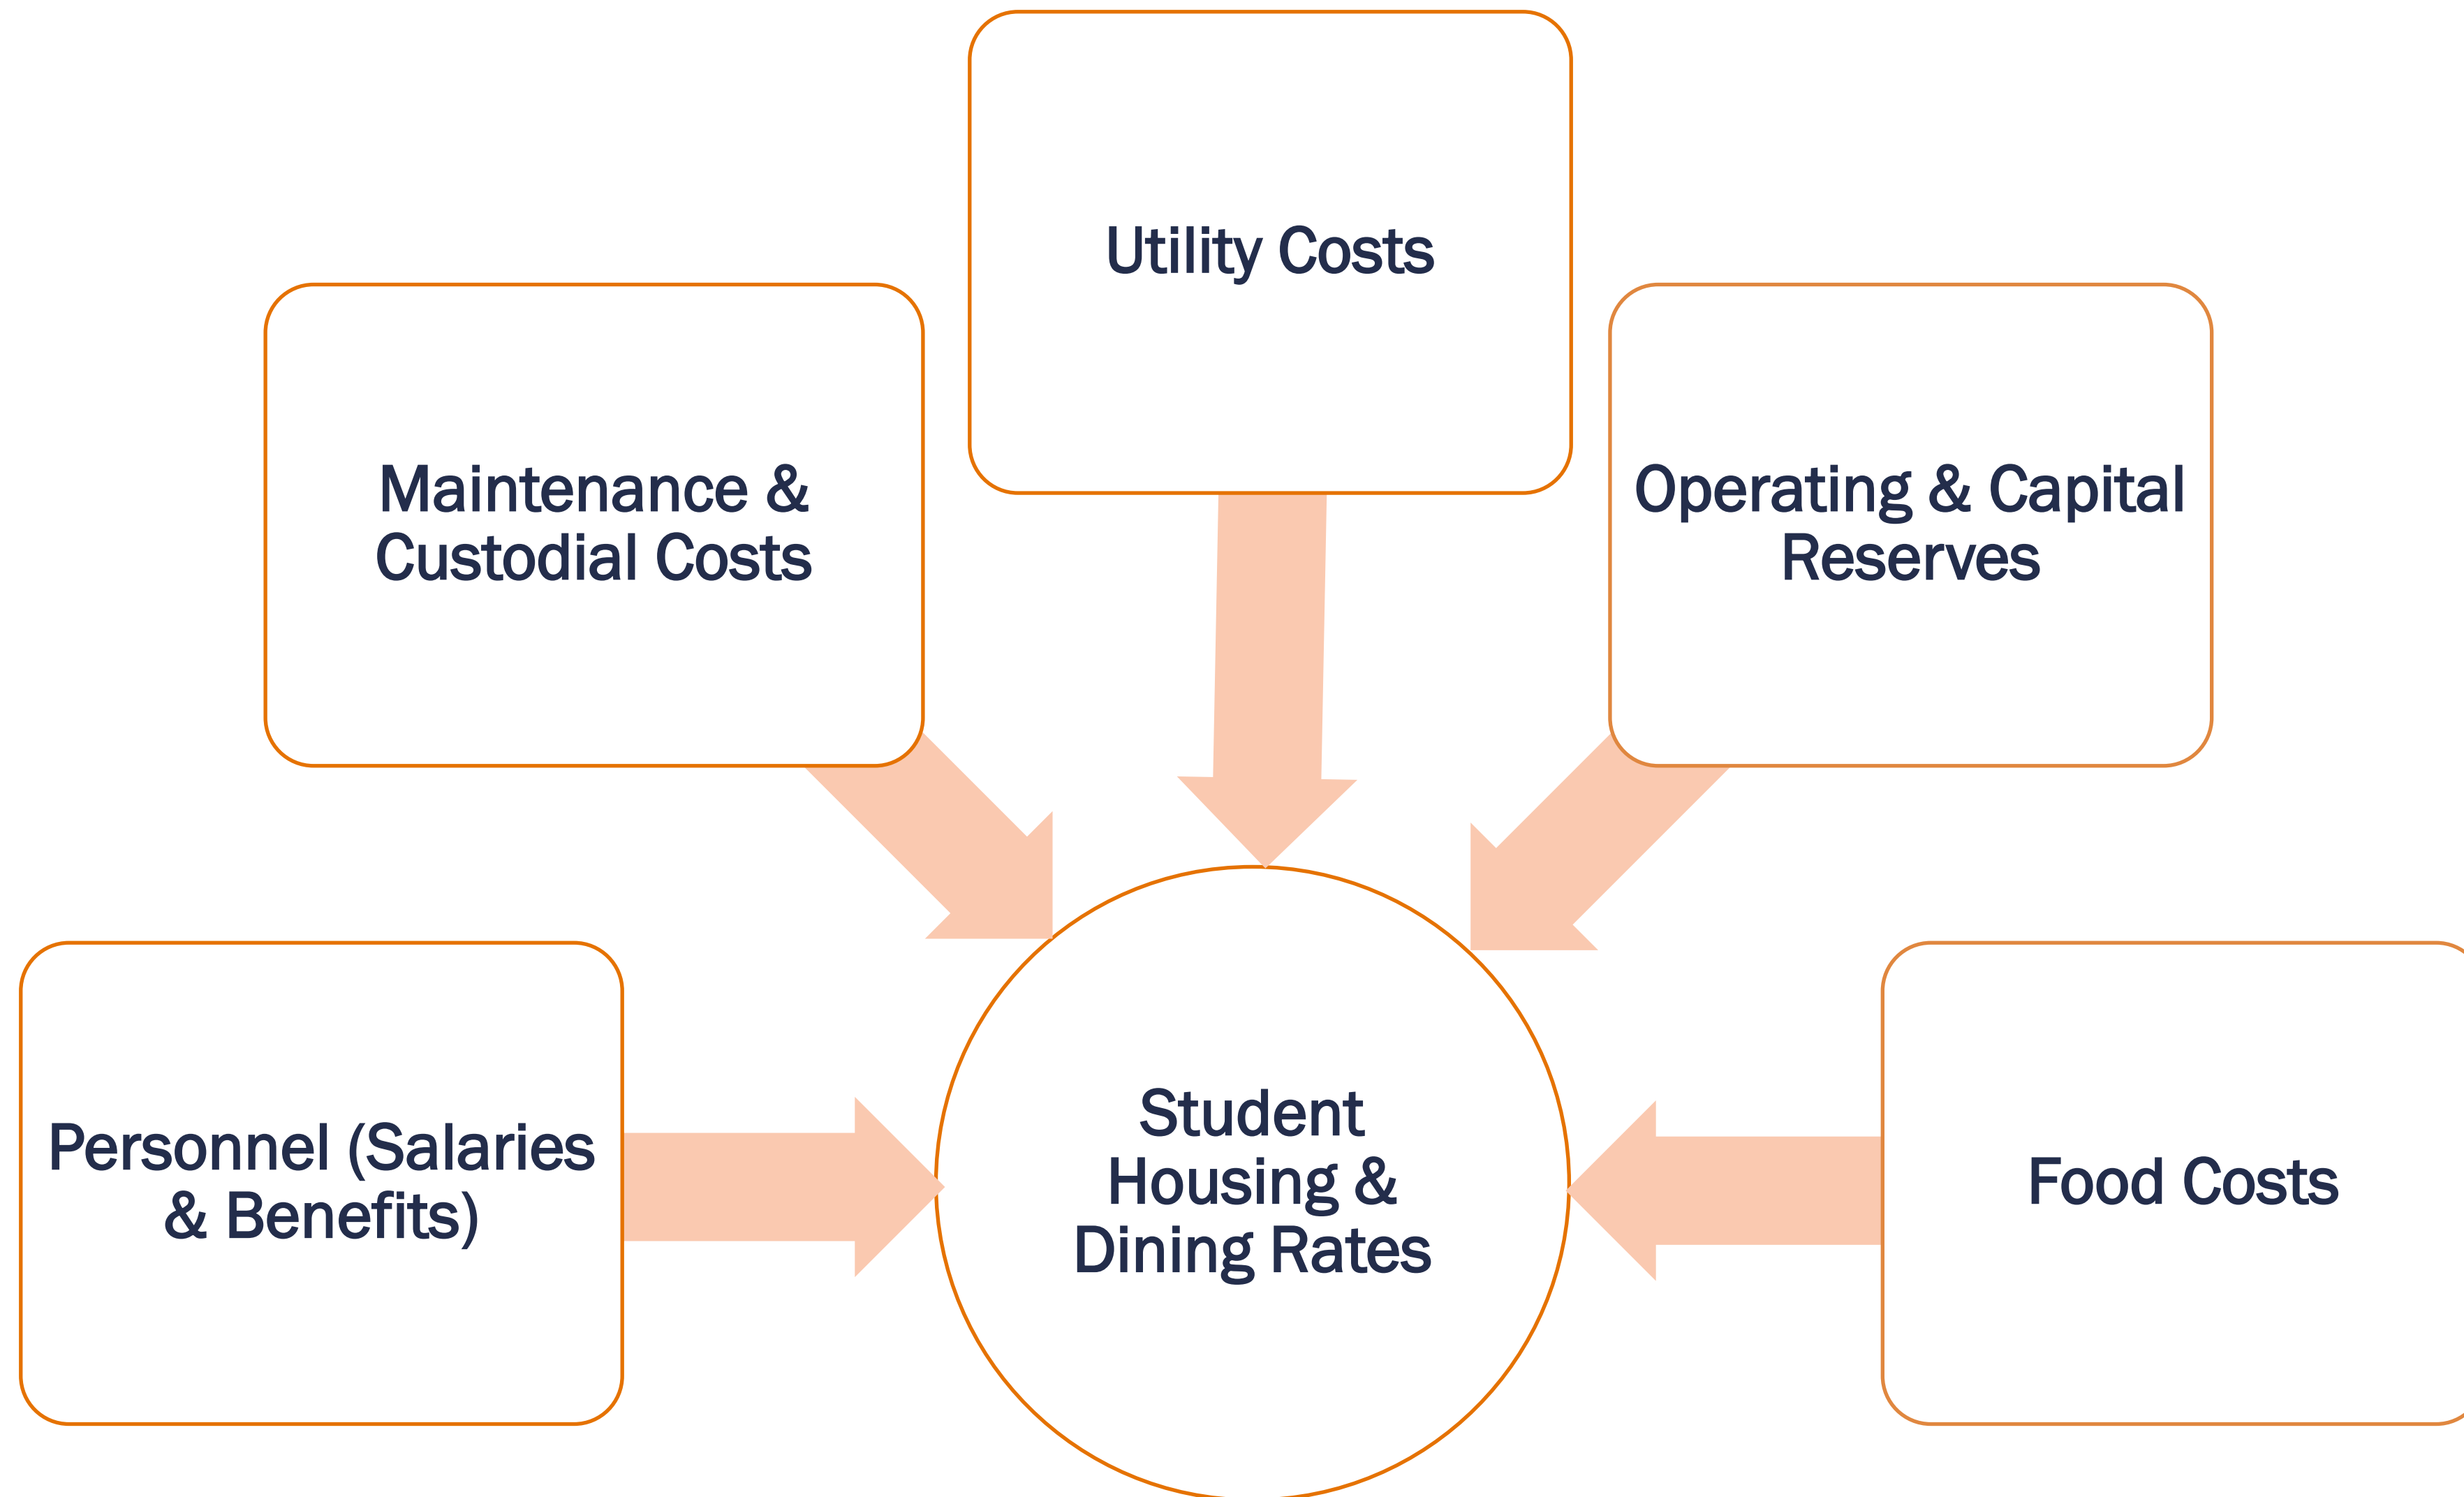 Utility Costs
Maintenance &
Custodial Costs
Operating & Capital
Reserves
Personnel (Salaries
& Benefits)
Student
Housing &
Dining Rates
Food Costs